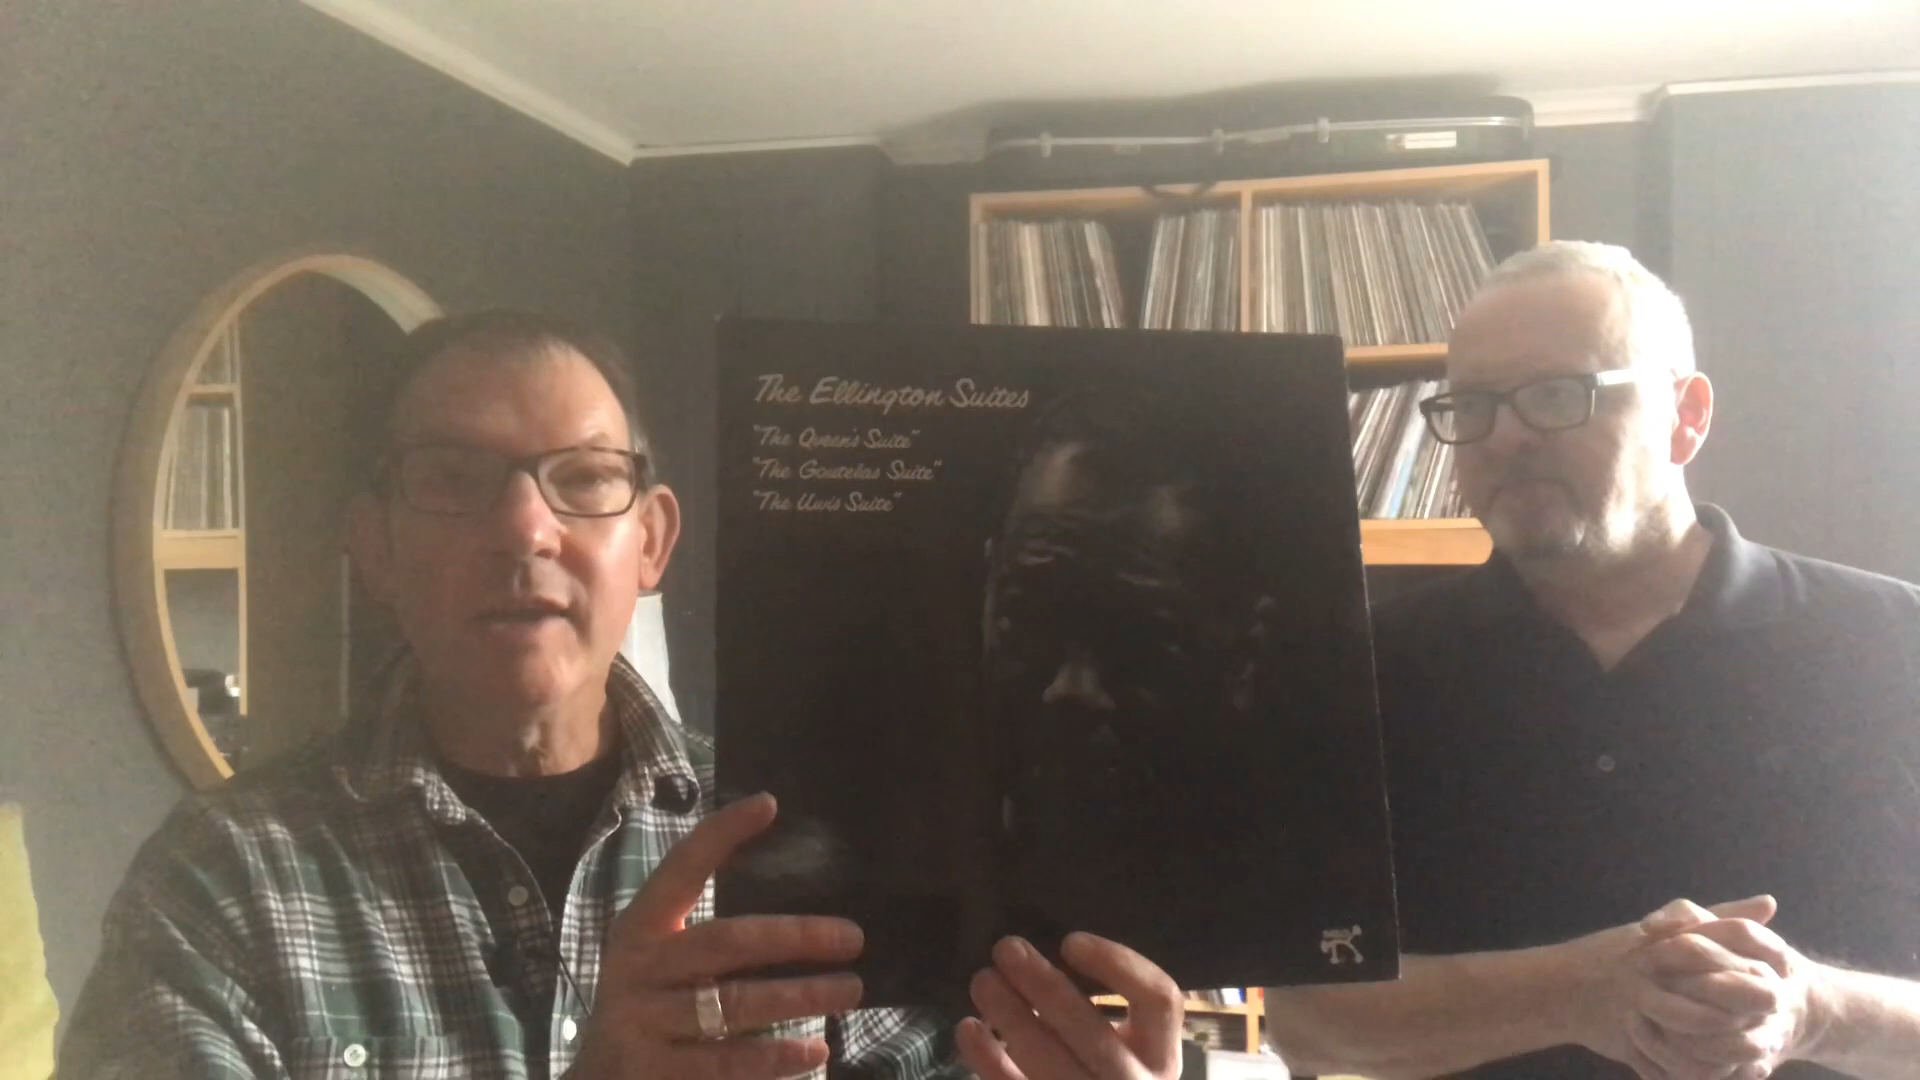 The Ellington Suites
"The Queen's Suite"
"The Goutelas Suite"
"The Uwis Suite"